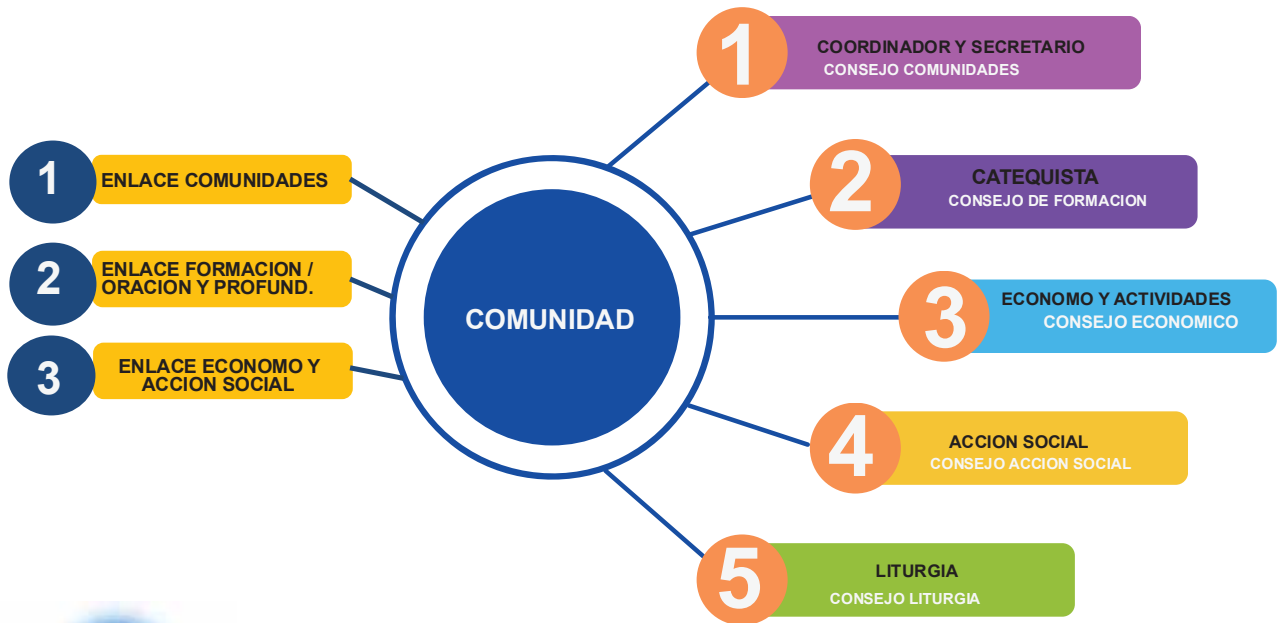 1
COORDINADOR Y SECRETARIO
CONSEJO COMUNIDADES
1
ENLACE COMUNIDADES
2
CATEQUISTA
CONSEJO DE FORMACION
2
ENLACE FORMACION /
ORACION Y PROFUND.
COMUNIDAD
3
ECONOMO Y ACTIVIDADES
CONSEJO ECONOMICO
3
ENLACE ECONOMO Y
ACCION SOCIAL
4
ACCION SOCIAL
CONSEJO ACCION SOCIAL
5
LITURGIA
CONSEJO LITURGIA